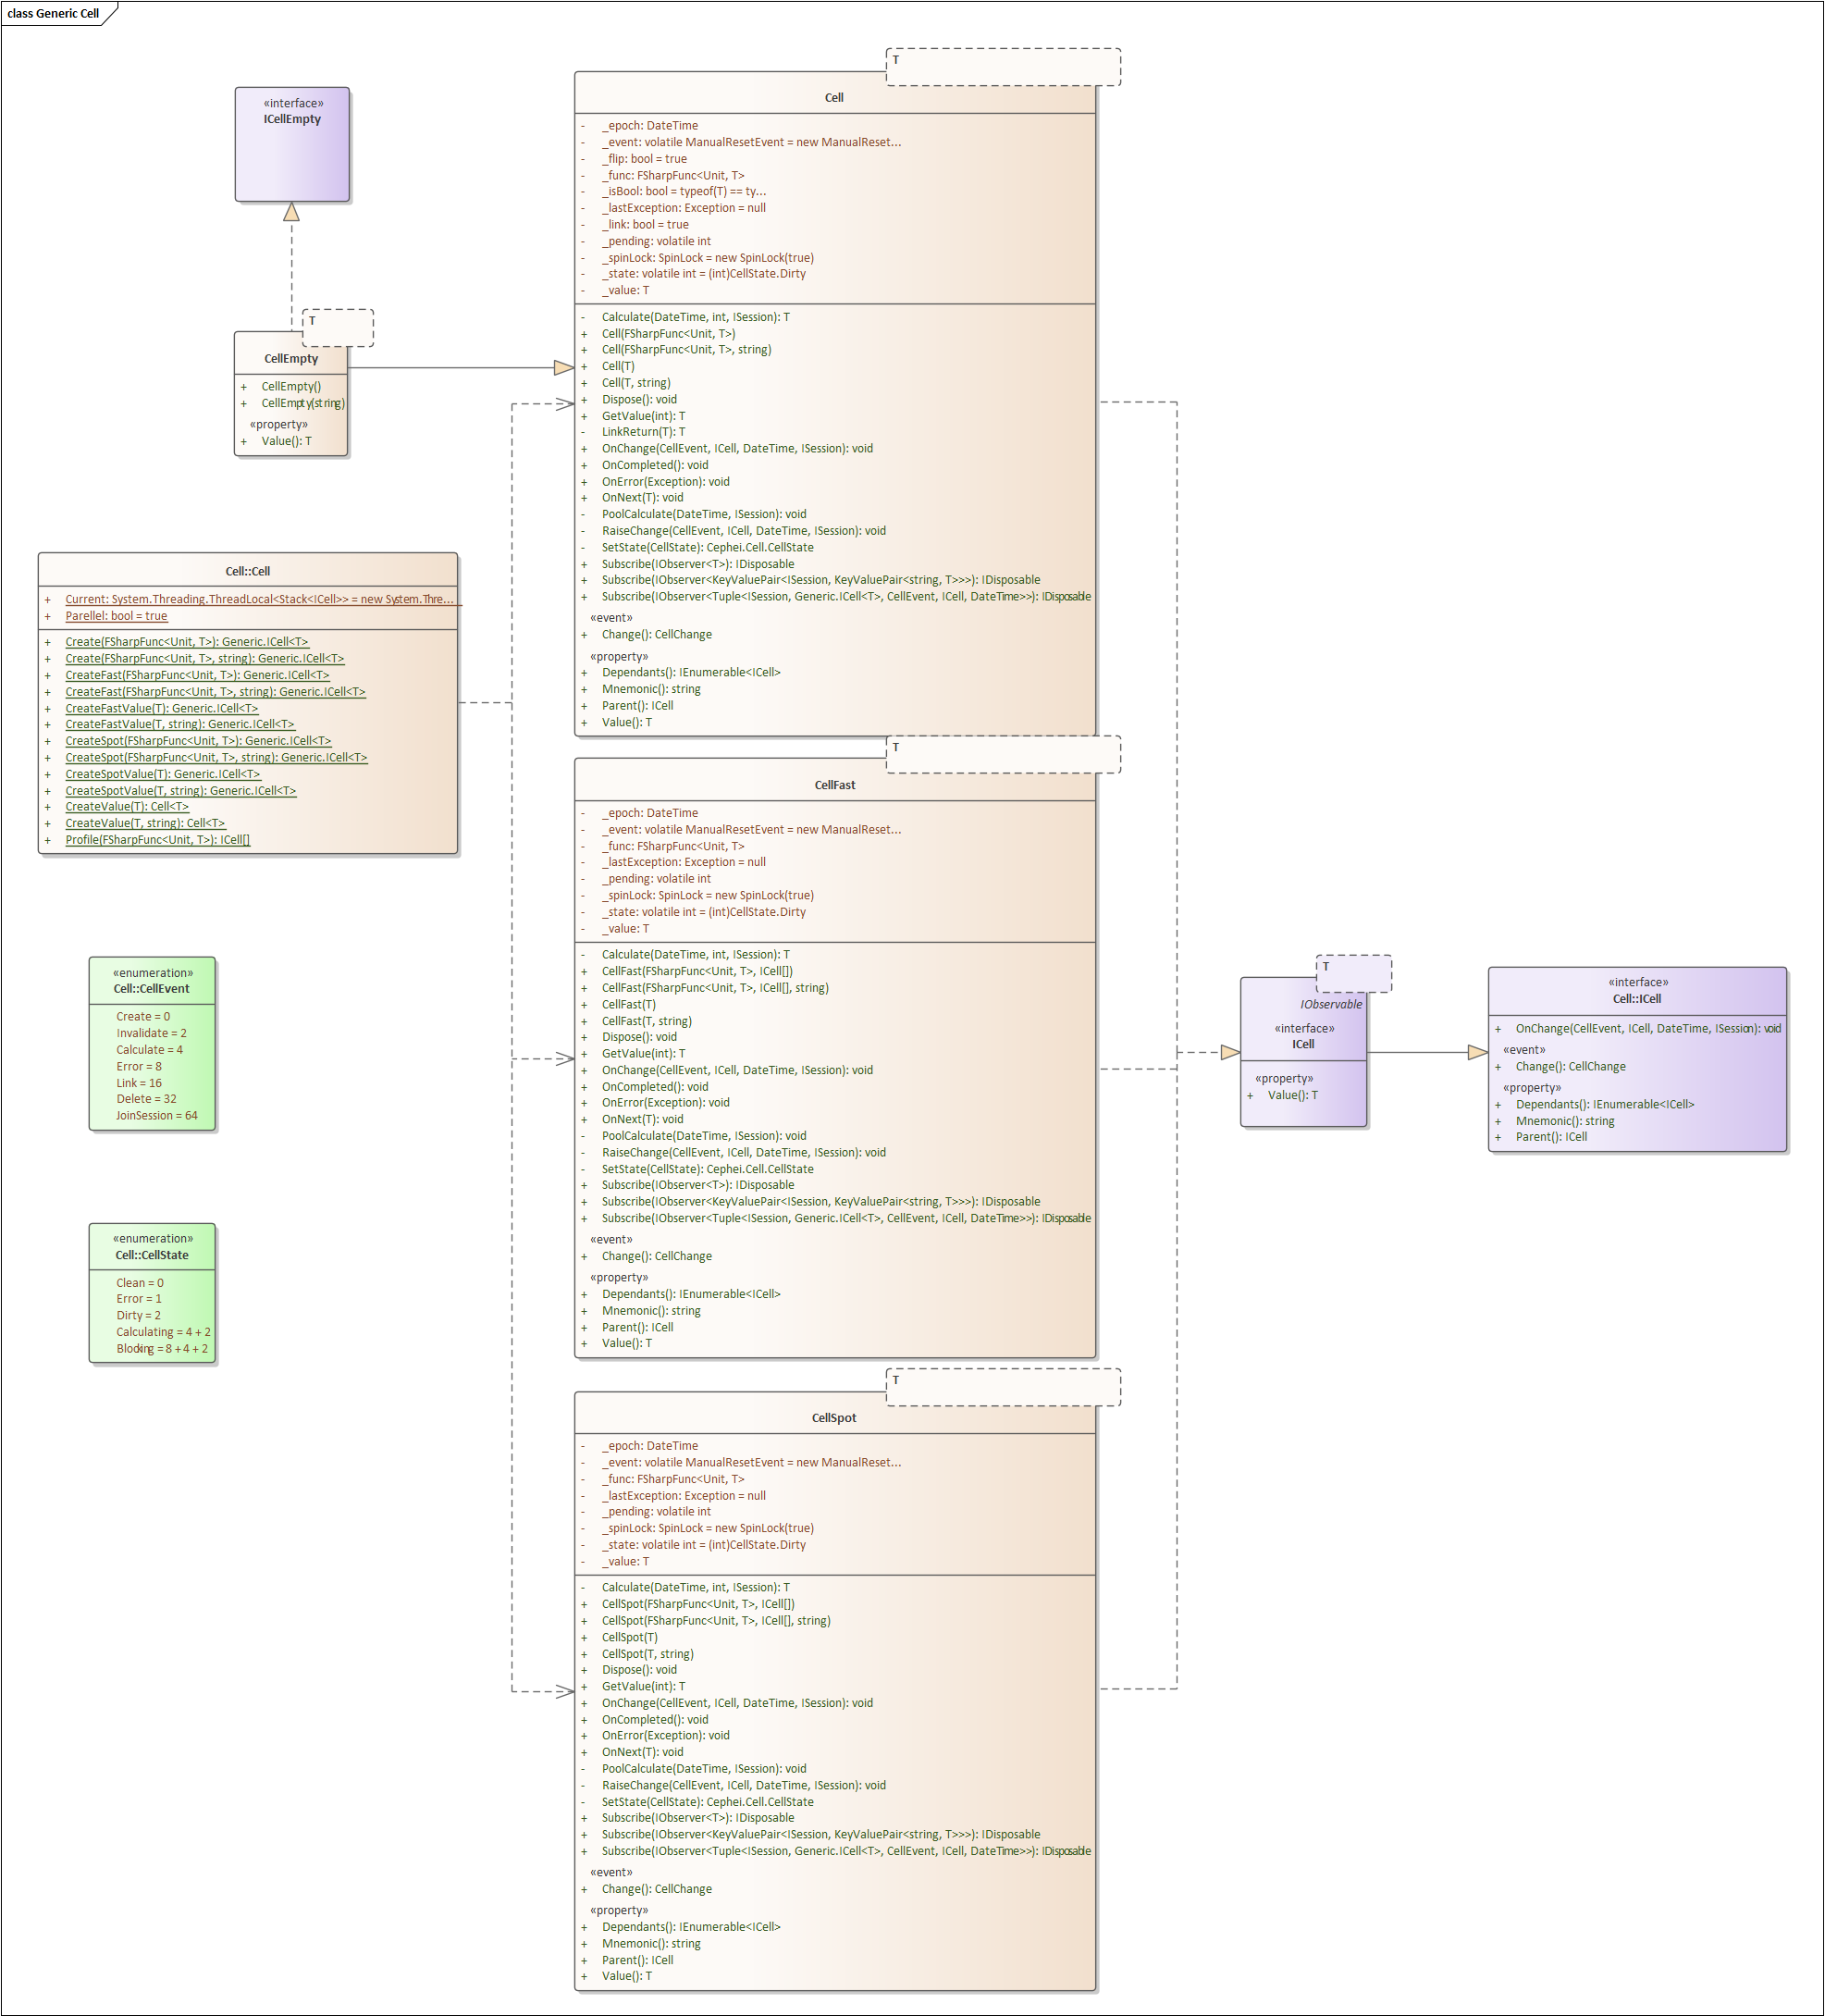 class Generic Cell
«interface»
ICellEmpty
T
CellEmpty
+ CellEmpty()
+ CellEmpty(string)
«property»
+ Value(): T
Cell::Cell
+ Current: System.Threading.ThreadLocal<Stack<ICell>> = new System.Thre...
+ Parellel: bool = true
+ Create(FSharpFunc<Unit, T>): Generic.ICell<T>
+ Create(FSharpFunc<Unit, T>, string): Generic.ICell<T>
+ CreateFast(FSharpFunc<Unit, T>): Generic.ICell<T>
+ CreateFast(FSharpFunc<Unit, T>, string): Generic.ICell<T>
+ CreateFastValue(T): Generic.ICell<T>
+ CreateFastValue(T, string): Generic.ICell<T>
+ CreateSpot(FSharpFunc<Unit, T>): Generic.ICell<T>
+ CreateSpot(FSharpFunc<Unit, T>, string): Generic.ICell<T>
+ CreateSpotValue(T): Generic.ICell<T>
+ CreateSpotValue(T, string): Generic.ICell<T>
+ CreateValue(T): Cell<T>
+ CreateValue(T, string): Cell<T>
+ Profile(FSharpFunc<Unit, T>): ICell[]
«enumeration»
Cell::CellEvent
Create = 0
Invalidate = 2
Calculate = 4
Error = 8
Link = 16
Delete = 32
JoinSession = 64
«enumeration»
Cell::CellState
Clean = 0
Error = 1
Dirty = 2
Calculating = 4 + 2
Blocking = 8 + 4 + 2
T
Cell
- _epoch: DateTime
- _event: volatile ManualResetEvent = new ManualReset...
- _flip: bool = true
- _func: FSharpFunc<Unit, T>
- _isBool: bool = typeof(T) == ty...
- _lastException: Exception = null
- _link: bool = true
- _pending: volatile int
- _spinLock: SpinLock = new SpinLock(true)
- _state: volatile int = (int)CellState.Dirty
- _value: T
- Calculate(DateTime, int, ISession): T
+ Cell(FSharpFunc<Unit, T>)
+ Cell(FSharpFunc<Unit, T>, string)
+ Cell(T)
+ Cell(T, string)
+ Dispose(): void
+ GetValue(int): T
- LinkReturn(T): T
+ OnChange(CellEvent, ICell, DateTime, ISession): void
+ OnCompleted(): void
+ OnError(Exception): void
+ OnNext(T): void
- PoolCalculate(DateTime, ISession): void
- RaiseChange(CellEvent, ICell, DateTime, ISession): void
- SetState(CellState): Cephei.Cell.CellState
+ Subscribe(IObserver<T>): IDisposable
+ Subscribe(IObserver<KeyValuePair<ISession, KeyValuePair<string, T>>>): IDisposable
+ Subscribe(IObserver<Tuple<ISession, Generic.ICell<T>, CellEvent, ICell, DateTime>>): IDisposable
«event»
+ Change(): CellChange
«property»
+ Dependants(): IEnumerable<ICell>
+ Mnemonic(): string
+ Parent(): ICell
+ Value(): T
T
CellFast
- _epoch: DateTime
- _event: volatile ManualResetEvent = new ManualReset...
- _func: FSharpFunc<Unit, T>
- _lastException: Exception = null
- _pending: volatile int
- _spinLock: SpinLock = new SpinLock(true)
- _state: volatile int = (int)CellState.Dirty
- _value: T
- Calculate(DateTime, int, ISession): T
+ CellFast(FSharpFunc<Unit, T>, ICell[])
+ CellFast(FSharpFunc<Unit, T>, ICell[], string)
+ CellFast(T)
+ CellFast(T, string)
+ Dispose(): void
+ GetValue(int): T
+ OnChange(CellEvent, ICell, DateTime, ISession): void
+ OnCompleted(): void
+ OnError(Exception): void
+ OnNext(T): void
- PoolCalculate(DateTime, ISession): void
- RaiseChange(CellEvent, ICell, DateTime, ISession): void
- SetState(CellState): Cephei.Cell.CellState
+ Subscribe(IObserver<T>): IDisposable
+ Subscribe(IObserver<KeyValuePair<ISession, KeyValuePair<string, T>>>): IDisposable
+ Subscribe(IObserver<Tuple<ISession, Generic.ICell<T>, CellEvent, ICell, DateTime>>): IDisposable
«event»
+ Change(): CellChange
«property»
+ Dependants(): IEnumerable<ICell>
+ Mnemonic(): string
+ Parent(): ICell
+ Value(): T
T
CellSpot
- _epoch: DateTime
- _event: volatile ManualResetEvent = new ManualReset...
- _func: FSharpFunc<Unit, T>
- _lastException: Exception = null
- _pending: volatile int
- _spinLock: SpinLock = new SpinLock(true)
- _state: volatile int = (int)CellState.Dirty
- _value: T
- Calculate(DateTime, int, ISession): T
+ CellSpot(FSharpFunc<Unit, T>, ICell[])
+ CellSpot(FSharpFunc<Unit, T>, ICell[], string)
+ CellSpot(T)
+ CellSpot(T, string)
+ Dispose(): void
+ GetValue(int): T
+ OnChange(CellEvent, ICell, DateTime, ISession): void
+ OnCompleted(): void
+ OnError(Exception): void
+ OnNext(T): void
- PoolCalculate(DateTime, ISession): void
- RaiseChange(CellEvent, ICell, DateTime, ISession): void
- SetState(CellState): Cephei.Cell.CellState
+ Subscribe(IObserver<T>): IDisposable
+ Subscribe(IObserver<KeyValuePair<ISession, KeyValuePair<string, T>>>): IDisposable
+ Subscribe(IObserver<Tuple<ISession, Generic.ICell<T>, CellEvent, ICell, DateTime>>): IDisposable
«event»
+ Change(): CellChange
«property»
+ Dependants(): IEnumerable<ICell>
+ Mnemonic(): string
+ Parent(): ICell
+ Value(): T
T
IObservable
«interface»
ICell
«property»
+ Value(): T
«interface»
Cell::ICell
+ OnChange(CellEvent, ICell, DateTime, ISession): void
«event»
+ Change(): CellChange
«property»
+ Dependants(): IEnumerable<ICell>
+ Mnemonic(): string
+ Parent(): ICell